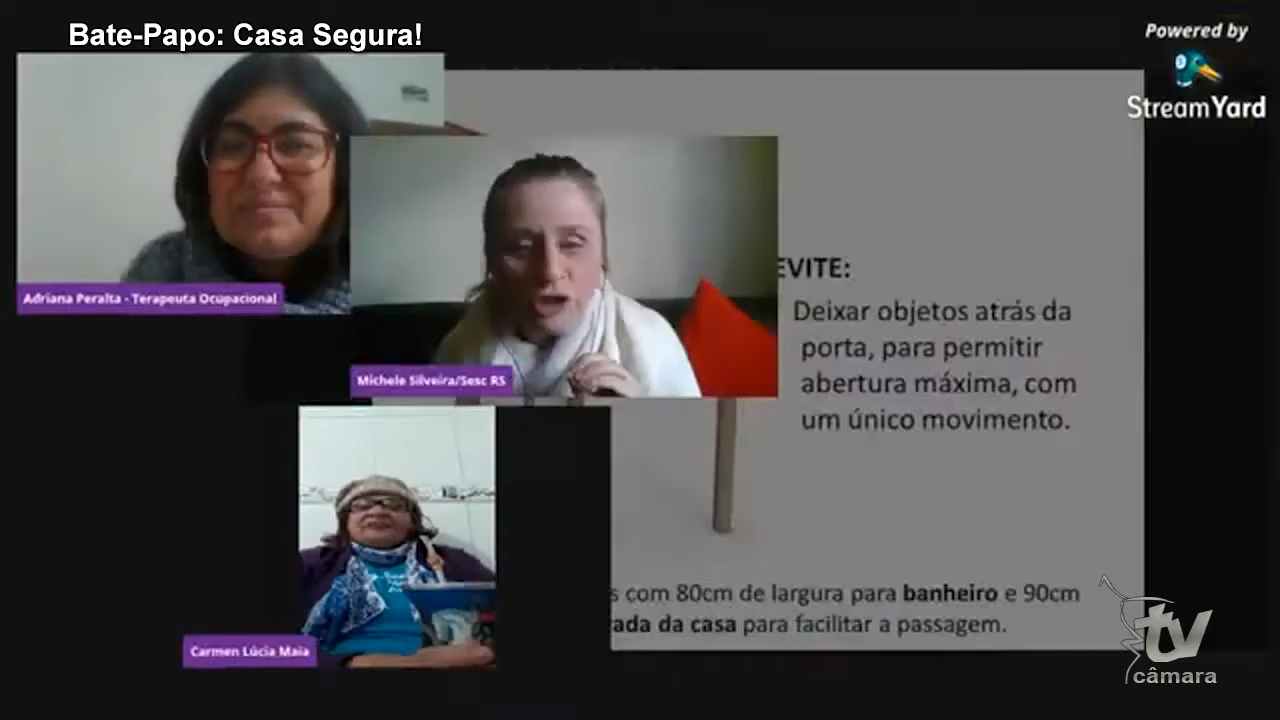 Bate-Papo: Casa Segura!
Powered by
StreamYard
Adriana Peralta - Terapeuta Ocupacional
EVITE:
Deixar objetos atrás da
porta, para permitir
abertura máxima, com
um único movimento.
Michele Silveira/Sesc RS
com 80cm de largura para banheiro e 90cm
da casa para facilitar a passagem.
Carmen Lúcia Maia
tv
câmara